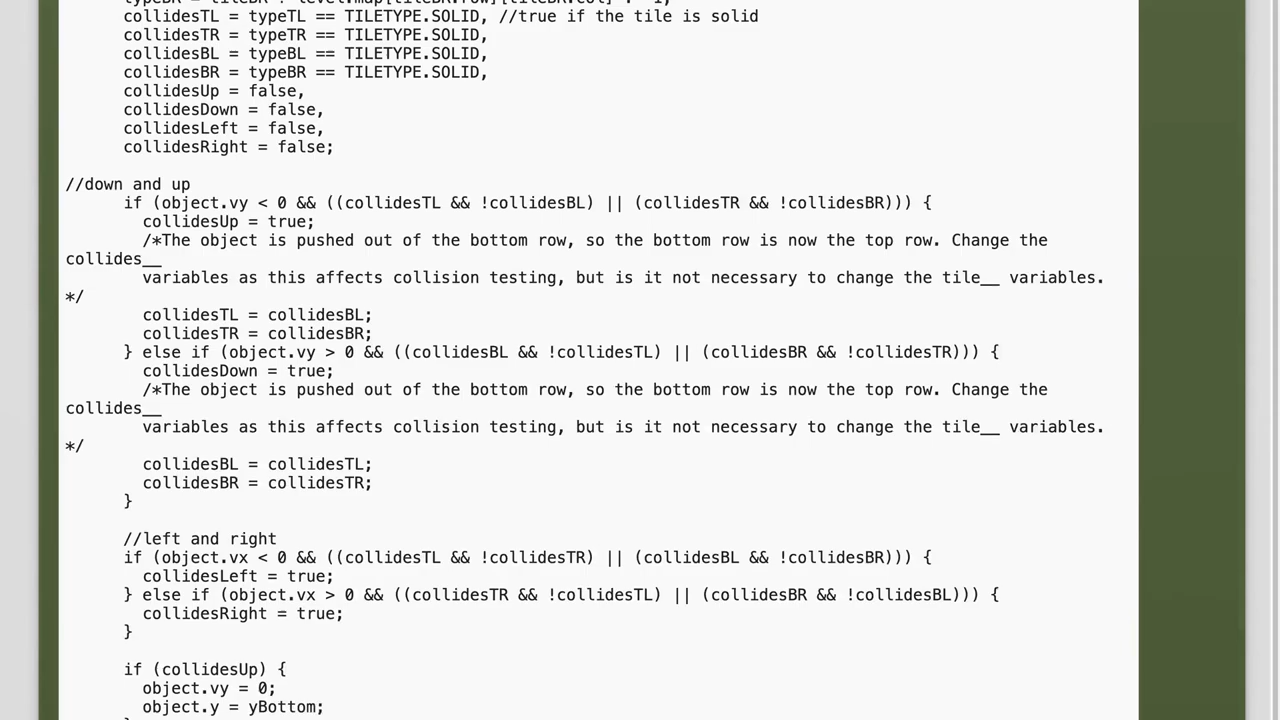 collidesTL = typeTL == TILETYPE.SOLID, //true if the tile is solid
collidesTR = typeTR == TILETYPE.SOLID,
collidesBL = typeBL == TILETYPE.SOLID,
collidesBR = typeBR == TILETYPE.SOLID,
collidesUp = false,
collidesDown = false,
collidesLeft = false,
collidesRight = false;
//down and up
if (object.vy < 0 && ((collidesTL && !collidesBL) || (collidesTR && !collidesBR))) {
collidesUp = true;
/*The object is pushed out of the bottom row, so the bottom row is now the top row. Change the
collides__
variables as this affects collision testing, but is it not necessary to change the tile__ variables.
*/
collidesTL = collidesBL;
collidesTR = collidesBR;
} else if (object.vy > 0 && ((collidesBL && !collidesTL) || (collidesBR && !collidesTR))) {
collidesDown = true;
/*The object is pushed out of the bottom row, so the bottom row is now the top row. Change the
collides__
variables as this affects collision testing, but is it not necessary to change the tile__ variables.
*/
collidesBL = collidesTL;
collidesBR = collidesTR;
}
//left and right
if (object.vx < 0 && ((collidesTL && !collidesTR) || (collidesBL && !collidesBR))) {
collidesLeft = true;
} else if (object.vx > 0 && ((collidesTR && !collidesTL) || (collidesBR && !collidesBL))) {
collidesRight = true;
}
if (collidesUp) {
object.vy = 0;
object.y = yBottom;